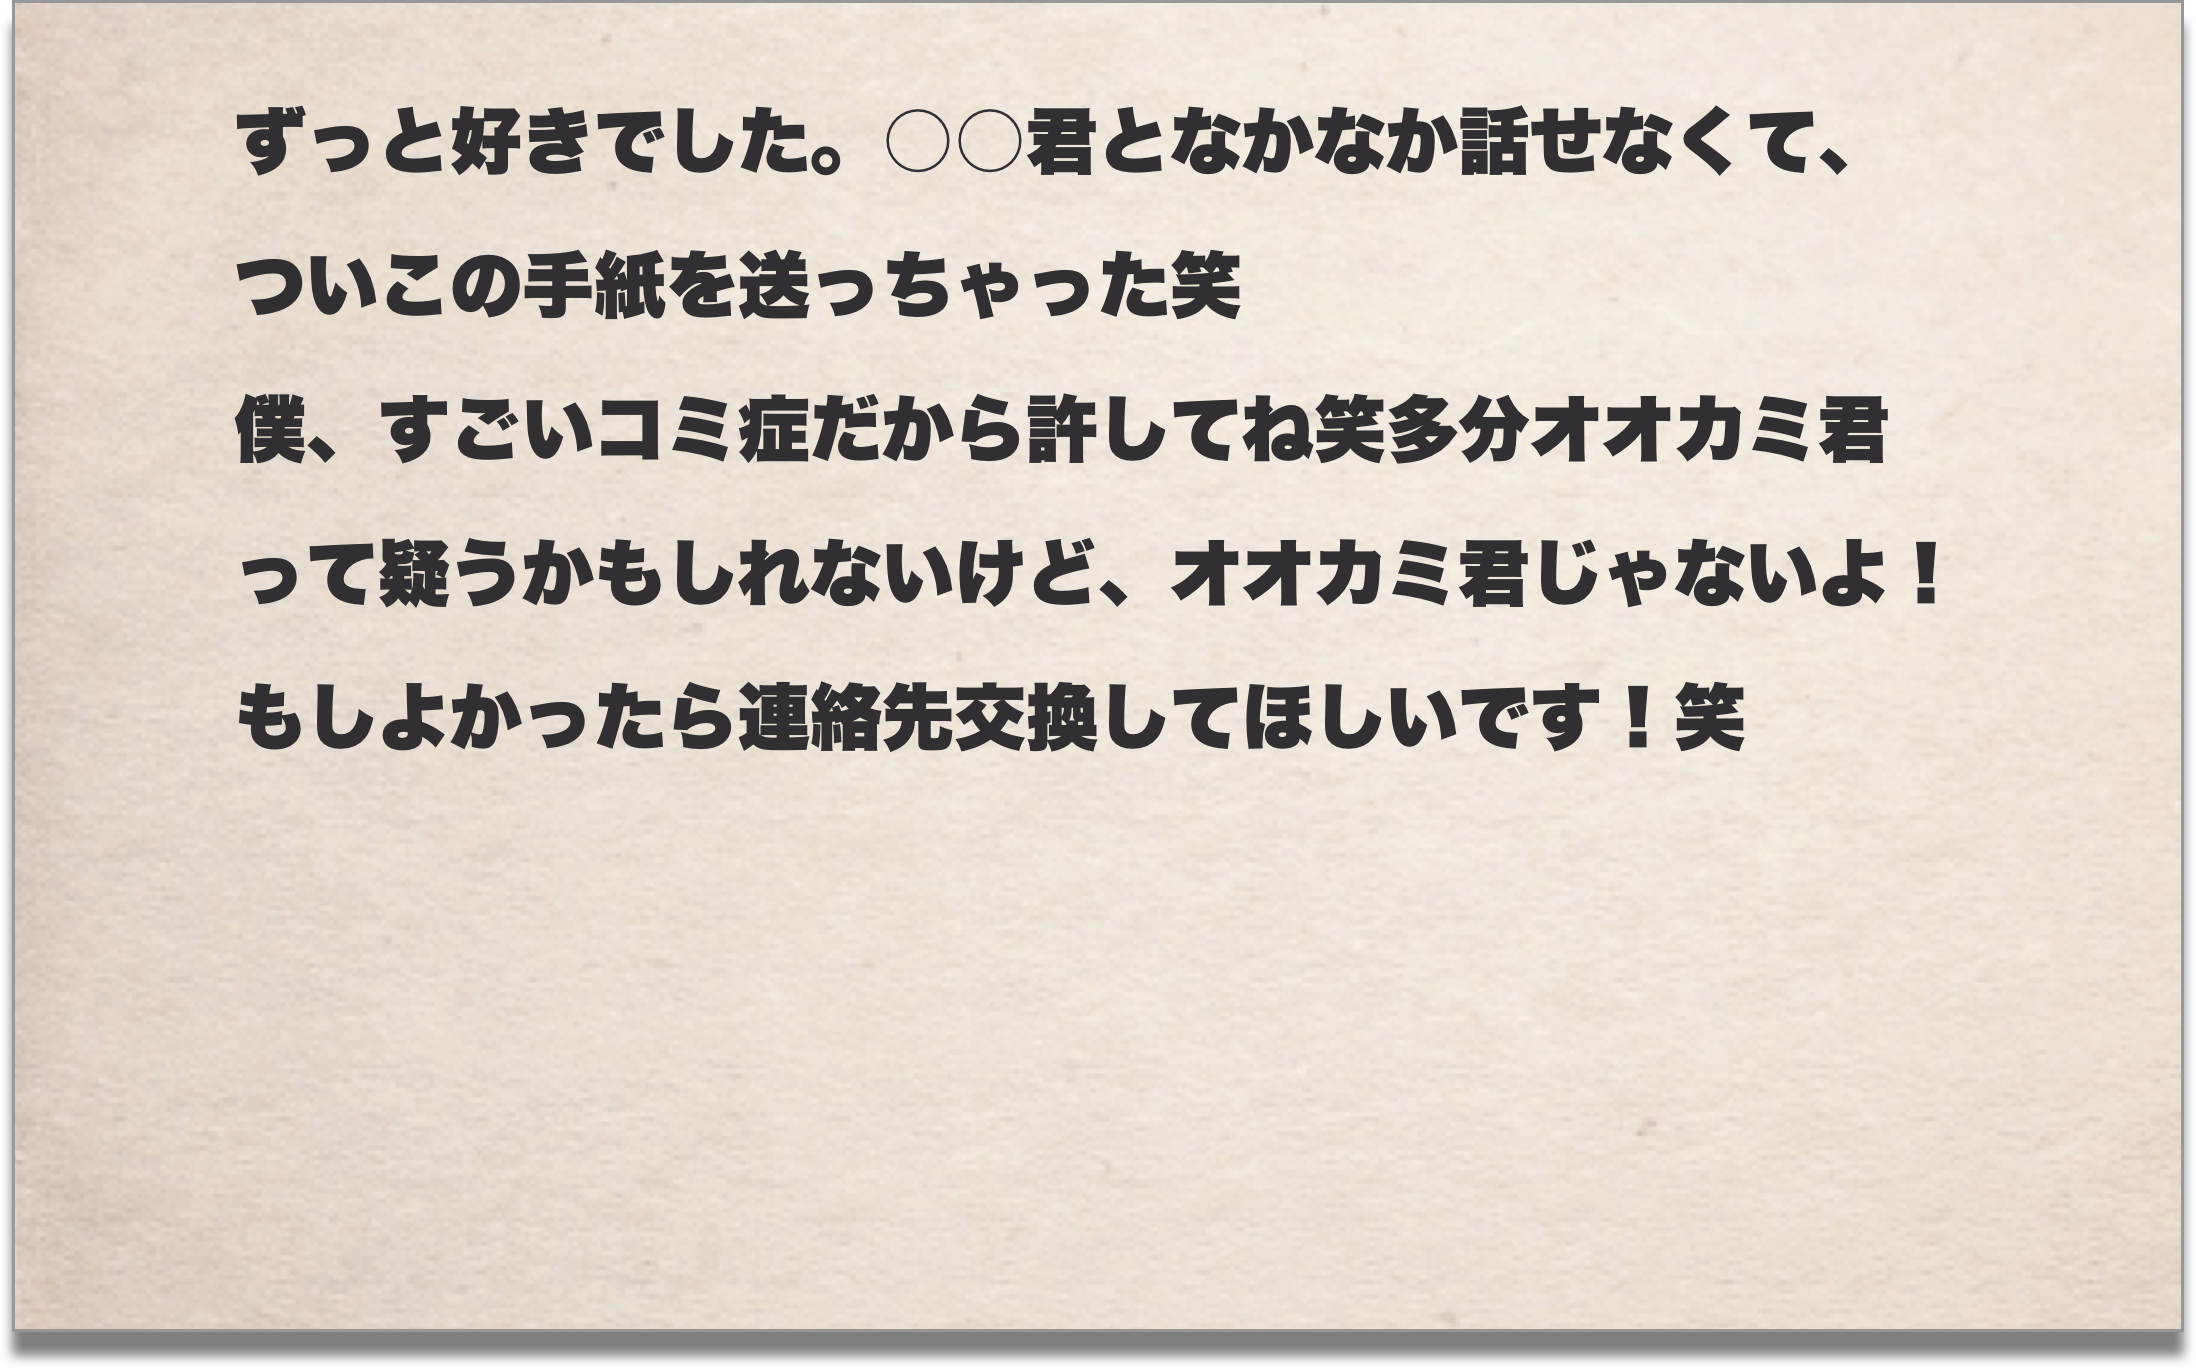 ずっと好きでした。〇〇君となかなか話せなくて、
ついこの手紙を送っちゃった笑
僕、すごいコミ症だから許してね笑多分オオカミ君
って疑うかもしれないけど、オオカミ君じゃないよ！
もしよかったら連絡先交換してほしいです！笑